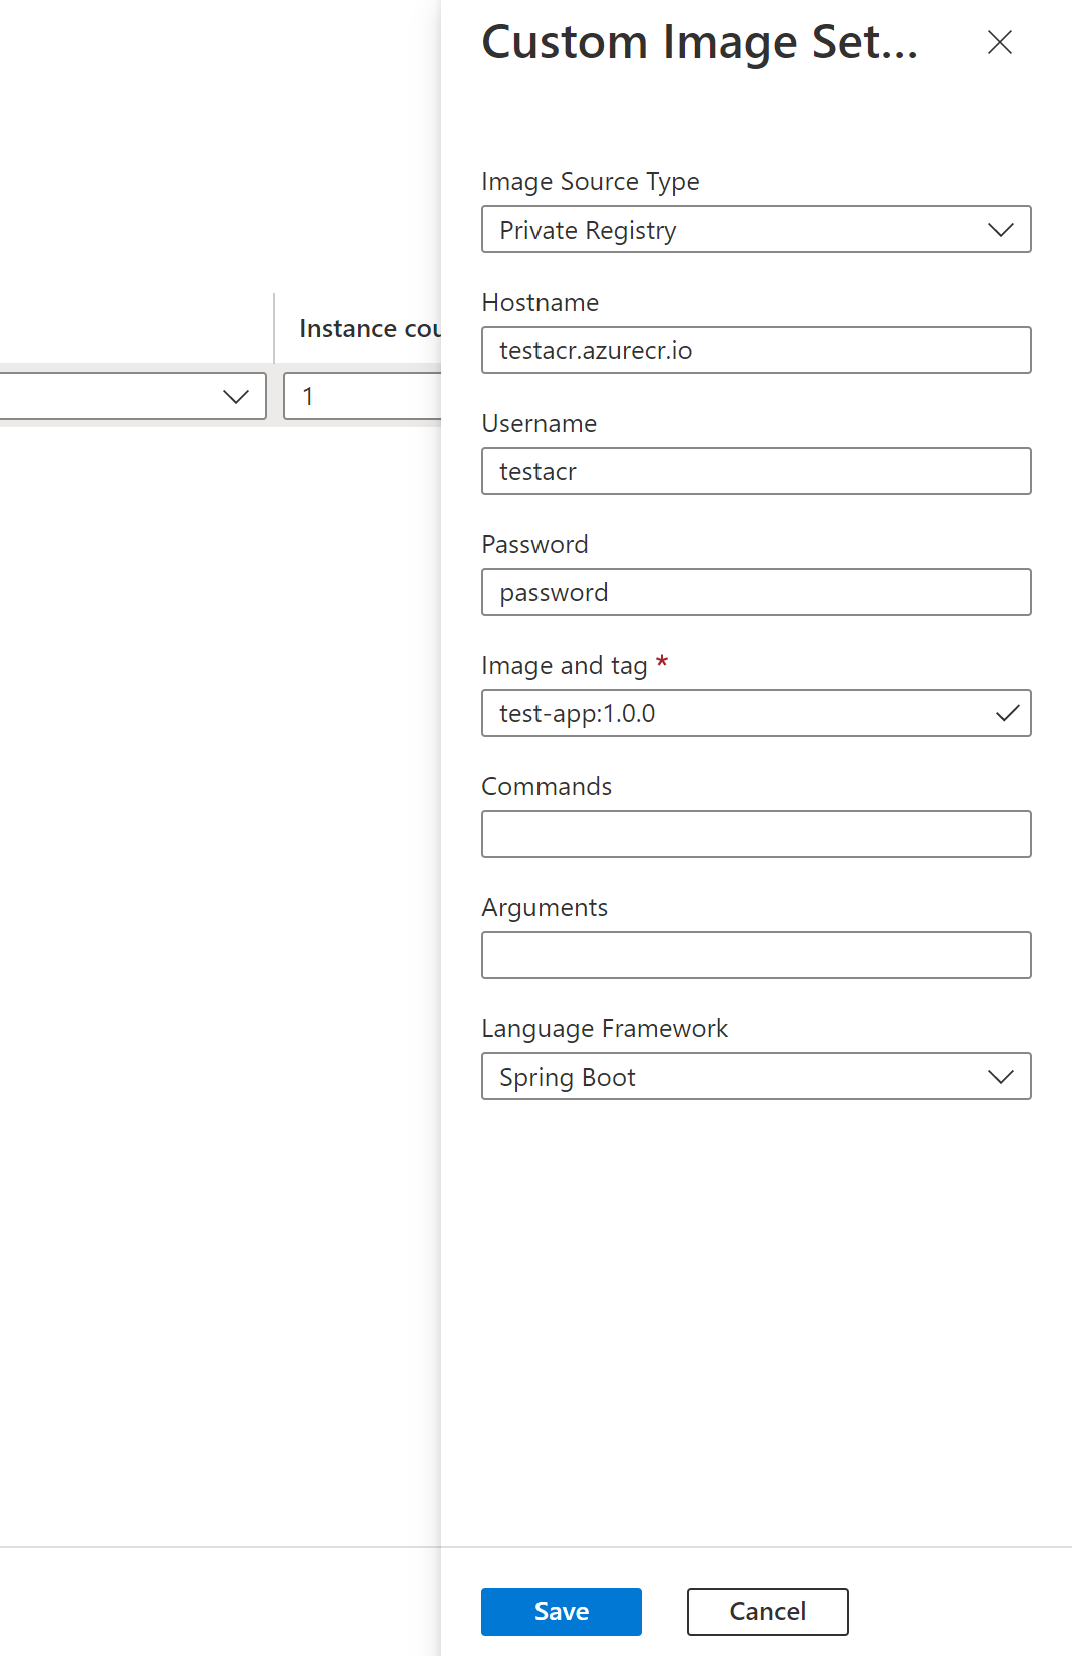 Custom Image Set...
Image Source Type
Private Registry
Hostname
testacr.azurecr.io
Username
testacr
Password
password
Image and tag *
test-app:1.0.0
Commands
Arguments
Language Framework
Spring Boot
Save
Cancel
Instance cou
1